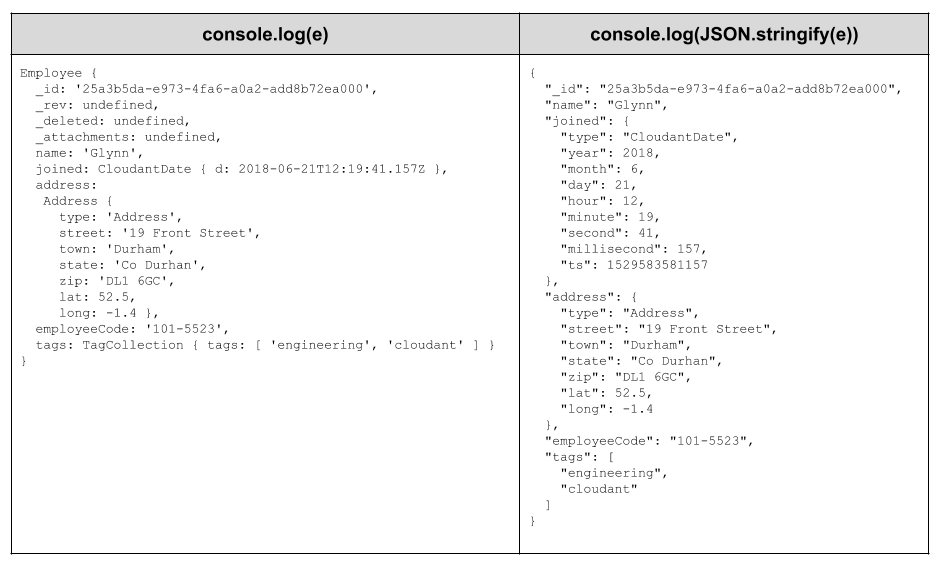 console.log(e)
Employee {
  _id: '25a3b5da-e973-4fa6-a0a2-add8b72ea000',
  _rev: undefined,
  _deleted: undefined,
  _attachments: undefined,
  name: 'Glynn',
  joined: CloudantDate { d: 2018-06-21T12:19:41.157Z },
  address:
   Address {
     type: 'Address',
     street: '19 Front Street',
     town: 'Durham',
     state: 'Co Durhan',
     zip: 'DL1 6GC',
     lat: 52.5,
     long: -1.4 },
  employeeCode: '101-5523',
  tags: TagCollection { tags: [ 'engineering', 'cloudant' ] }
}
console.log(JSON.stringify(e))
{
  "_id": "25a3b5da-e973-4fa6-a0a2-add8b72ea000",
  "name": "Glynn",
  "joined": {
    "type": "CloudantDate",
    "year": 2018,
    "month": 6,
    "day": 21,
    "hour": 12,
    "minute": 19,
    "second": 41,
    "millisecond": 157,
    "ts": 1529583581157
  },
  "address": {
    "type": "Address",
    "street": "19 Front Street",
    "town": "Durham",
    "state": "Co Durhan",
    "zip": "DL1 6GC",
    "lat": 52.5,
    "long": -1.4
  },
  "employeeCode": "101-5523",
  "tags": [
    "engineering",
    "cloudant"
  ]
}